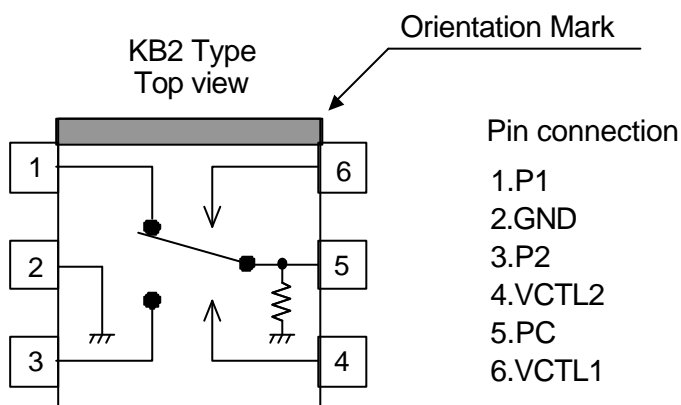 Orientation Mark
KB2 Type
Top view
Pin connection
1
6
1.P1
2.GND
2
5
3.P2
4.VCTL2
5.PC
3
4
6.VCTL1